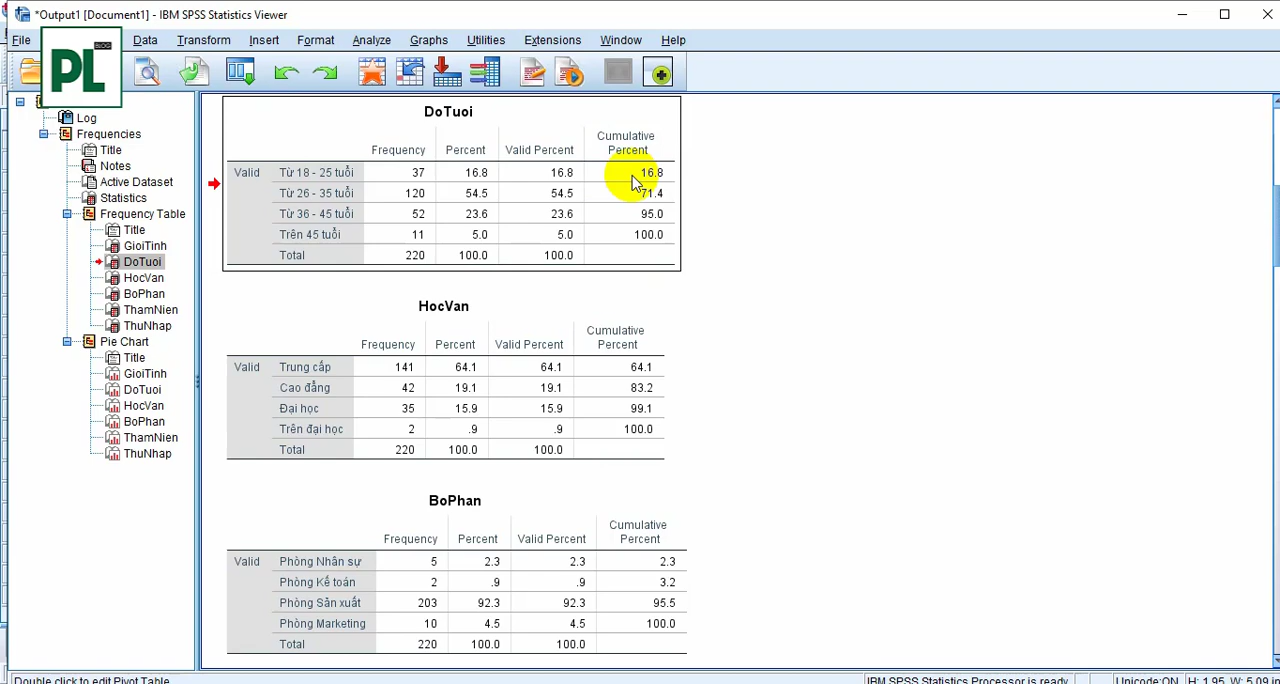 *Output1 [Document1] - IBM SPSS Statistics Viewer
File Data Transform Insert Format Analyze Graphs Utilities Extensions Window Help
BLOG
PL
Log
Frequencies
Title
Notes
Active Dataset
Statistics
Frequency Table
Title
GioiTinh
DoTuoi
HocVan
BoPhan
ThamNien
ThuNhap
Pie Chart
Title
GioiTinh
DoTuoi
HocVan
BoPhan
ThamNien
ThuNhap
DoTuoi
Frequency Percent Valid Percent Cumulative Percent
Valid Từ 18 - 25 tuổi 37 16.8 16.8 16.8
Từ 26 - 35 tuổi 120 54.5 54.5 71.4
Từ 36 - 45 tuổi 52 23.6 23.6 95.0
Trên 45 tuổi 11 5.0 5.0 100.0
Total 220 100.0 100.0
HocVan
Frequency Percent Valid Percent Cumulative Percent
Valid Trung cấp 141 64.1 64.1 64.1
Cao đẳng 42 19.1 19.1 83.2
Đại học 35 15.9 15.9 99.1
Trên đại học 2 .9 .9 100.0
Total 220 100.0 100.0
BoPhan
Frequency Percent Valid Percent Cumulative Percent
Valid Phòng Nhân sự 5 2.3 2.3 2.3
Phòng Kế toán 2 .9 .9 3.2
Phòng Sản xuất 203 92.3 92.3 95.5
Phòng Marketing 10 4.5 4.5 100.0
Total 220 100.0 100.0
Double click to edit Pivot Table IBM SPSS Statistics Processor is ready Unicode:ON H: 1.95, W: 5.09 in